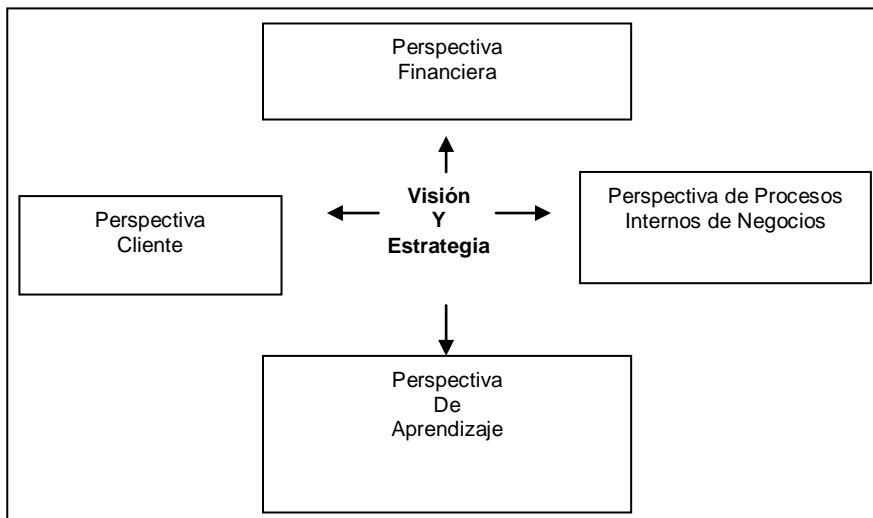 Perspectiva
Financiera
Perspectiva
Cliente
Visión
Y
Estrategia
Perspectiva de Procesos
Internos de Negocios
Perspectiva
De
Aprendizaje